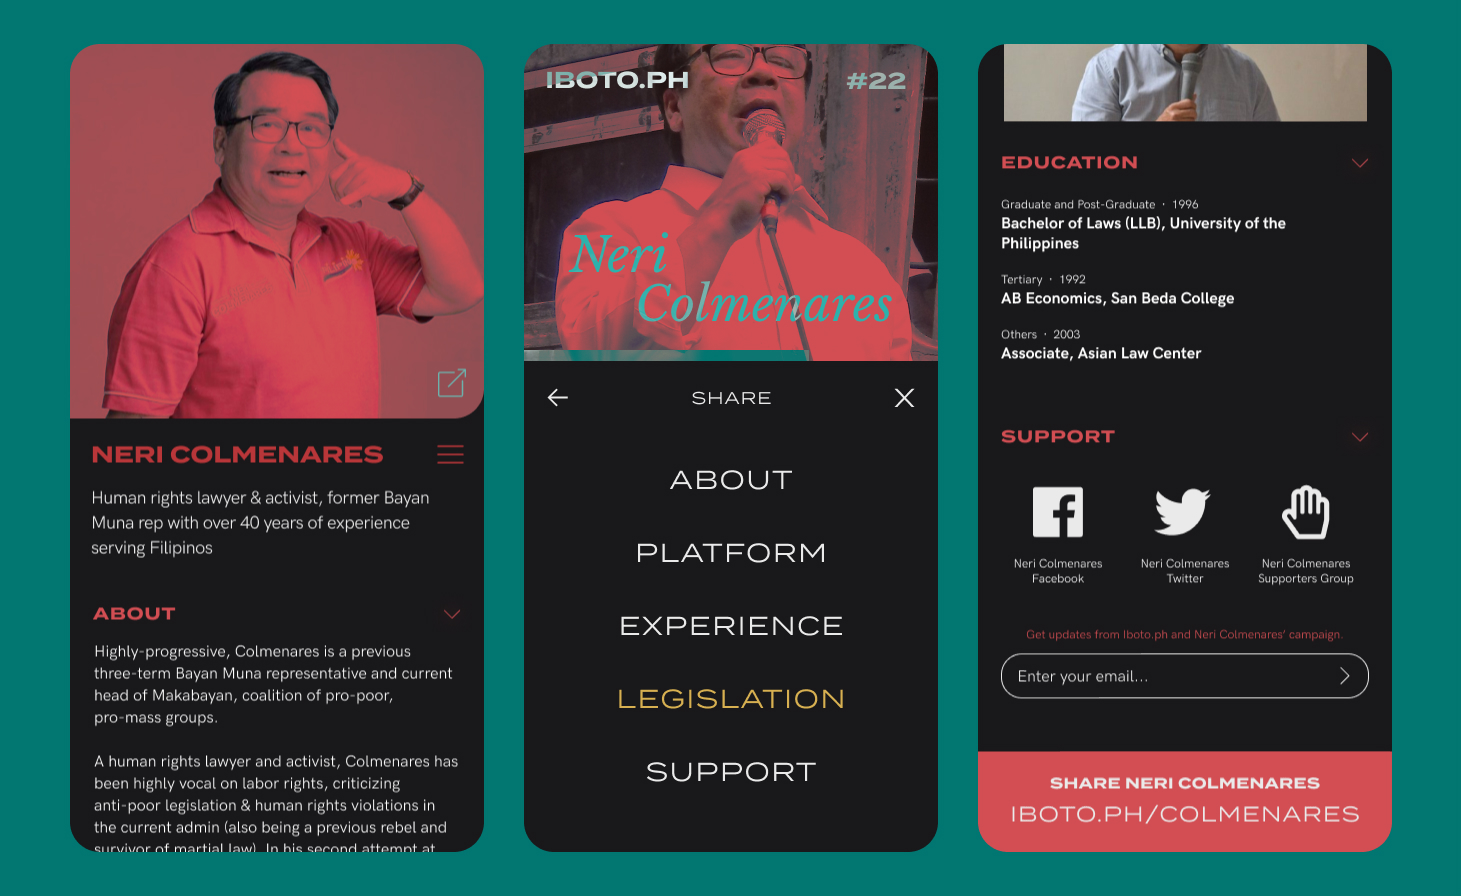 NERI COLMENARES
Human rights lawyer & activist, former Bayan
Muna rep with over 40 years of experience
serving Filipinos
ABOUT
Highly-progressive, Colmenares is a previous
three-term Bayan Muna representative and current
head of Makabayan, coalition of pro-poor,
pro-mass groups.
A human rights lawyer and activist, Colmenares has
been highly vocal on labor rights, criticizing
anti-poor legislation & human rights violations in
the current admin (also being a previous rebel and
survivor of martial law). In his second attempt at
IBOTO.PH
#22
Neri
Colmenares
SHARE
ABOUT
PLATFORM
EXPERIENCE
LEGISLATION
SUPPORT
EDUCATION
Graduate and Post-Graduate · 1996
Bachelor of Laws (LLB), University of the
Philippines
Tertiary · 1992
AB Economics, San Beda College
Others · 2003
Associate, Asian Law Center
SUPPORT
Neri Colmenares
Facebook
Neri Colmenares
Twitter
Neri Colmenares
Supporters Group
Get updates from Iboto.ph and Neri Colmenares' campaign.
Enter your email...
SHARE NERI COLMENARES
IBOTO.PH/COLMENARES